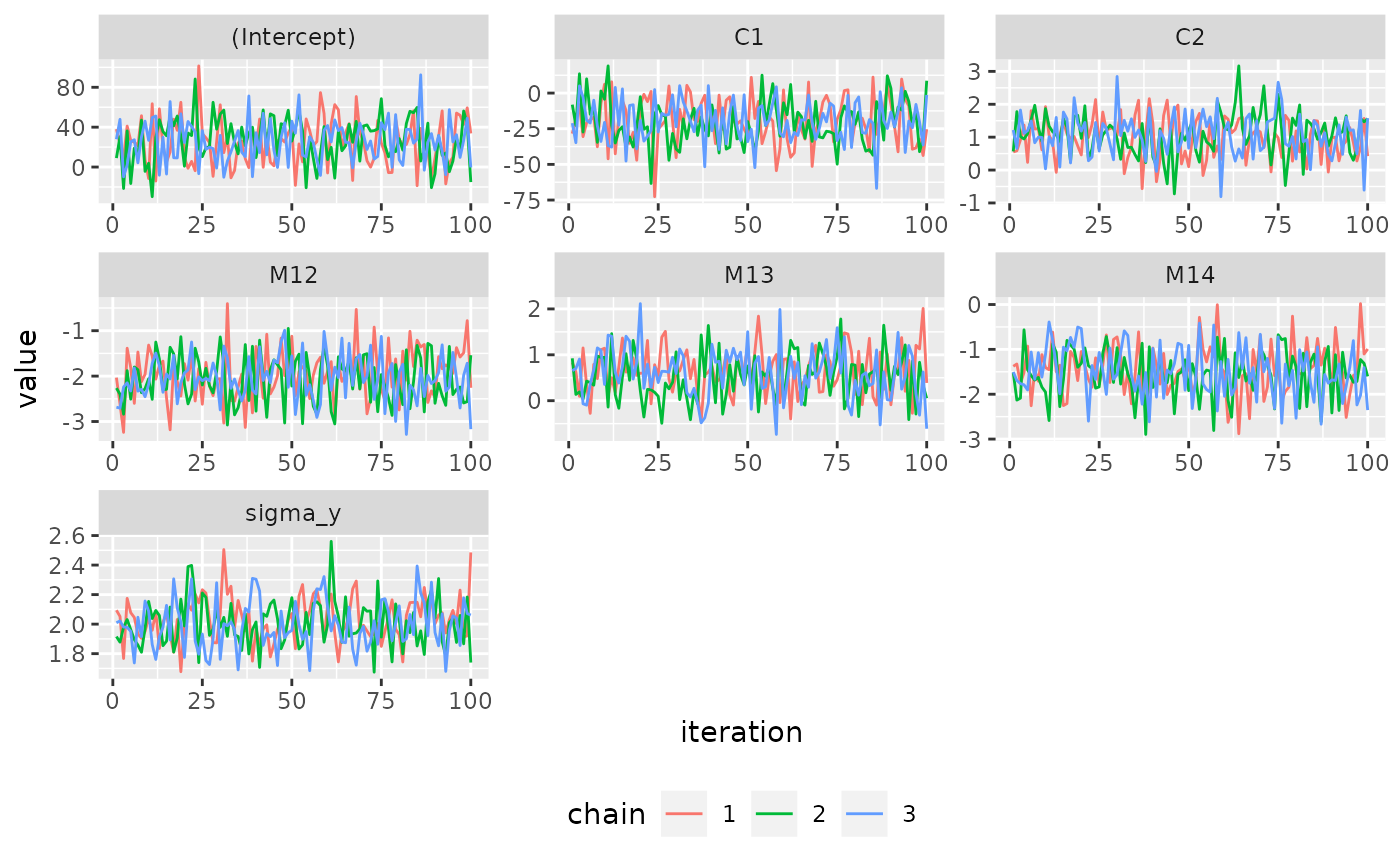 (Intercept) C1 C2
80 40 0
0 -25 -50 -75
3 2 1 0 -1
0 25 50 75 100 0 25 50 75 100 0 25 50 75 100
M12 M13 M14
-1 -2 -3
2 1 0
0 -1 -2 -3
0 25 50 75 100 0 25 50 75 100 0 25 50 75 100
value
sigma_y
2.6
2.4
2.2
2.0
1.8
0 25 50 75 100
iteration
chain 1 2 3